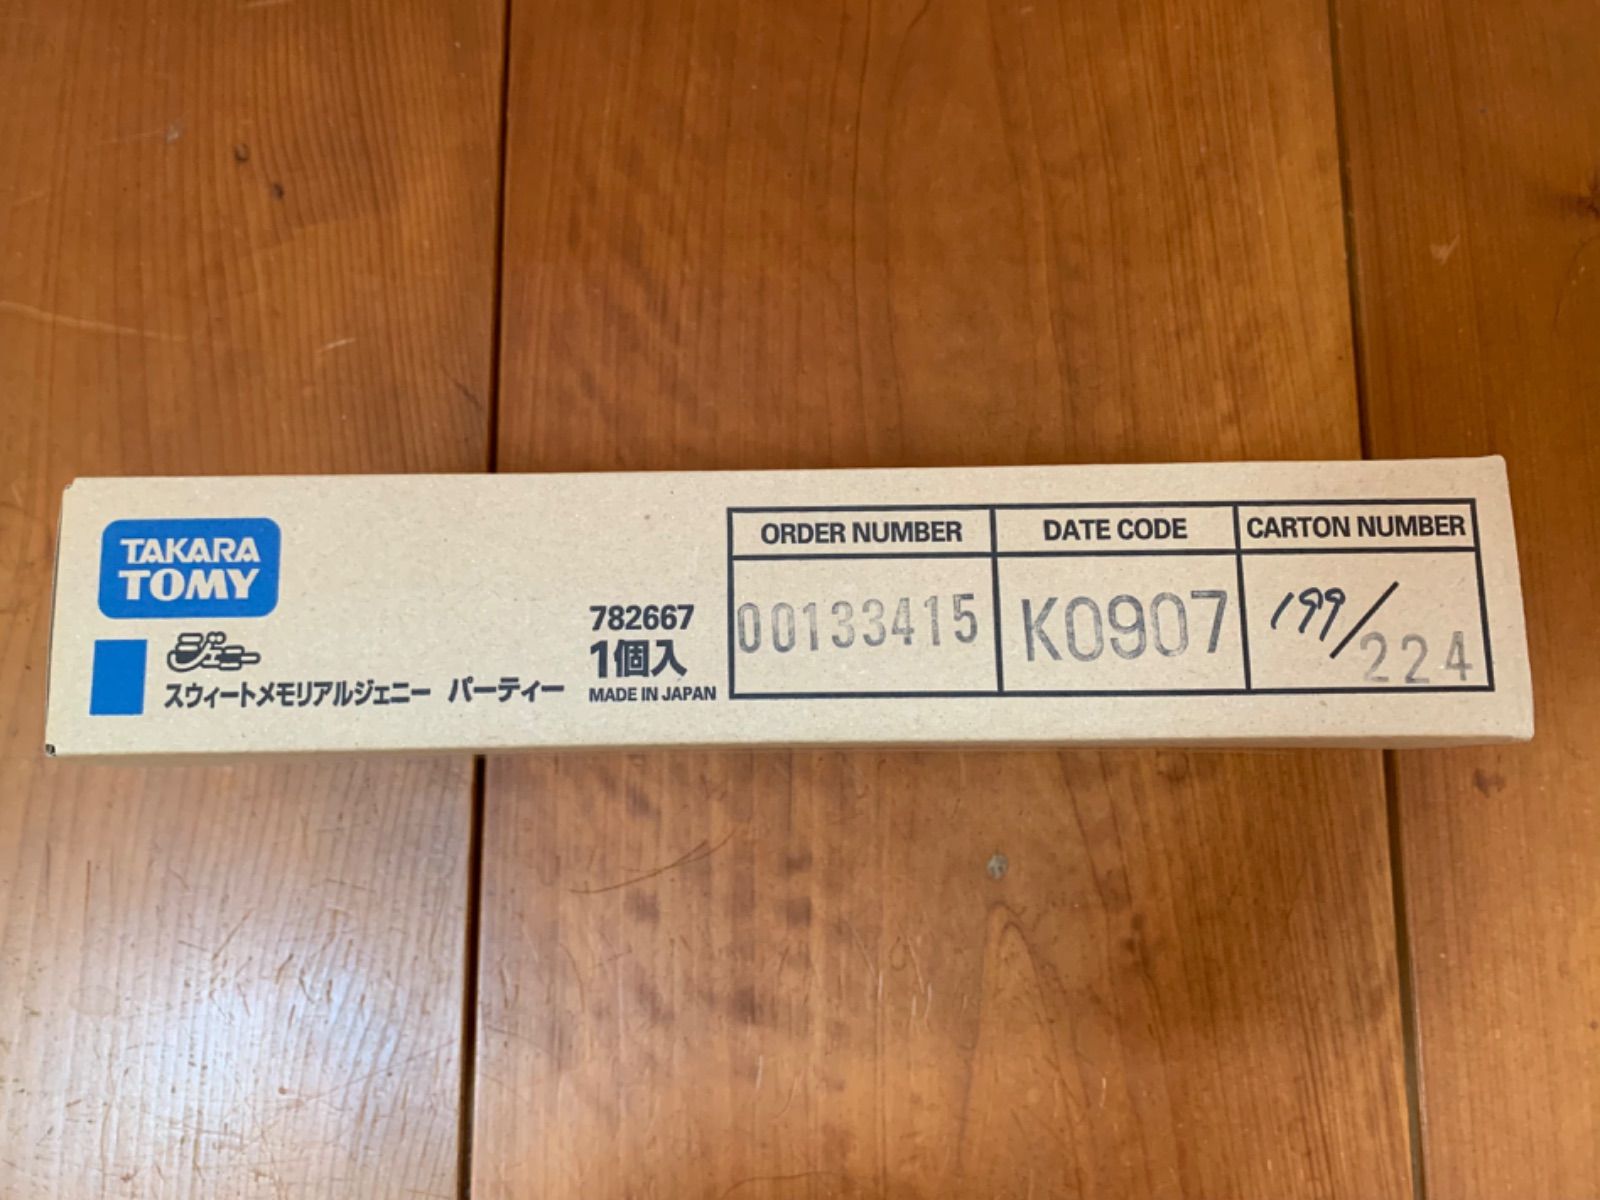 TAKARA
TOMY
ジェニー
スウィートメモリアルジェニー パーティー
782667
1個入
MADE IN JAPAN
ORDER NUMBER
DATE CODE
CARTON NUMBER
00133415
K0907
199/224